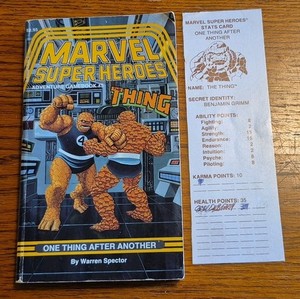 MARVEL
SUPER HEROES
ADVENTURE GAMEBOOK
THING
ONE THING AFTER ANOTHER
By Warren Spector
MARVEL SUPER HEROES
STATS CARD
ONE THING AFTER
ANOTHER
NAME: THE THING
SECRET IDENTITY:
BENJAMIN GRIMM
ABILITY POINTS:
Fighting:
Agility:
Strength:
Endurance:
Reason:
Intuition:
Psyche:
Piloting:
KARMA POINTS: 10
HEALTH POINTS: 35